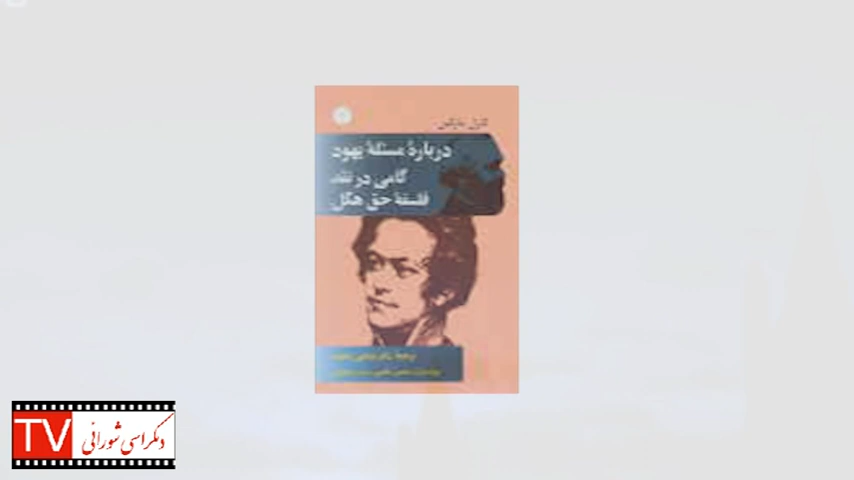 کارل مارکس
دربارهٔ مسئلهٔ یهود
گامی در نقد
فلسفهٔ حق هگل
TV
دمکراسی شورائی